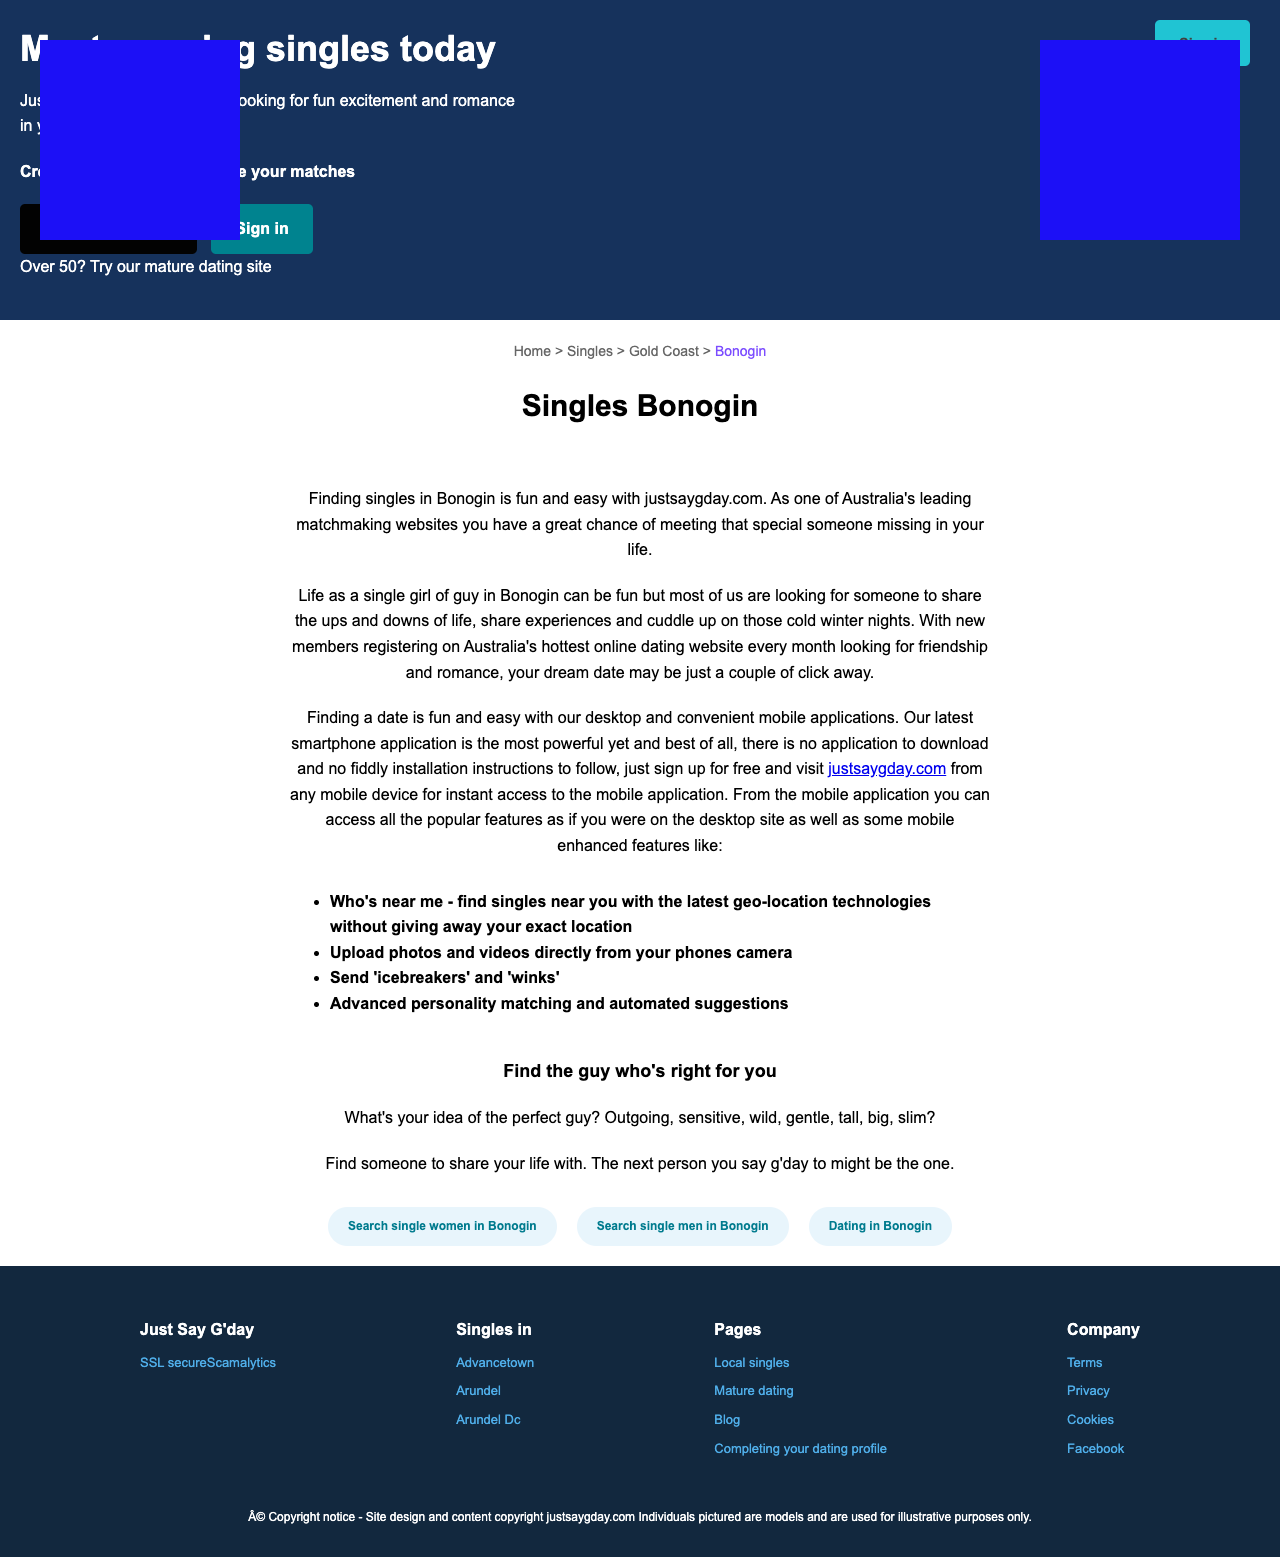 singles today
Sign in
looking for fun excitement and romance
in
your matches
Sign in
Over 50? Try our mature dating site
Home > Singles > Gold Coast > Bonogin
Singles Bonogin
Finding singles in Bonogin is fun and easy with justsaygday.com. As one of Australia's leading
matchmaking websites you have a great chance of meeting that special someone missing in your
life.
Life as a single girl of guy in Bonogin can be fun but most of us are looking for someone to share
the ups and downs of life, share experiences and cuddle up on those cold winter nights. With new
members registering on Australia's hottest online dating website every month looking for friendship
and romance, your dream date may be just a couple of click away.
Finding a date is fun and easy with our desktop and convenient mobile applications. Our latest
smartphone application is the most powerful yet and best of all, there is no application to download
and no fiddly installation instructions to follow, just sign up for free and visit justsaygday.com from
any mobile device for instant access to the mobile application. From the mobile application you can
access all the popular features as if you were on the desktop site as well as some mobile
enhanced features like:
• Who's near me - find singles near you with the latest geo-location technologies
without giving away your exact location
• Upload photos and videos directly from your phones camera
• Send 'icebreakers' and 'winks'
• Advanced personality matching and automated suggestions
Find the guy who's right for you
What's your idea of the perfect guy? Outgoing, sensitive, wild, gentle, tall, big, slim?
Find someone to share your life with. The next person you say g'day to might be the one.
Search single women in Bonogin
Search single men in Bonogin
Dating in Bonogin
Just Say G'day
SSL secureScamalytics
Singles in
Advancetown
Arundel
Arundel Dc
Pages
Local singles
Mature dating
Blog
Completing your dating profile
Company
Terms
Privacy
Cookies
Facebook
Â© Copyright notice - Site design and content copyright justsaygday.com Individuals pictured are models and are used for illustrative purposes only.